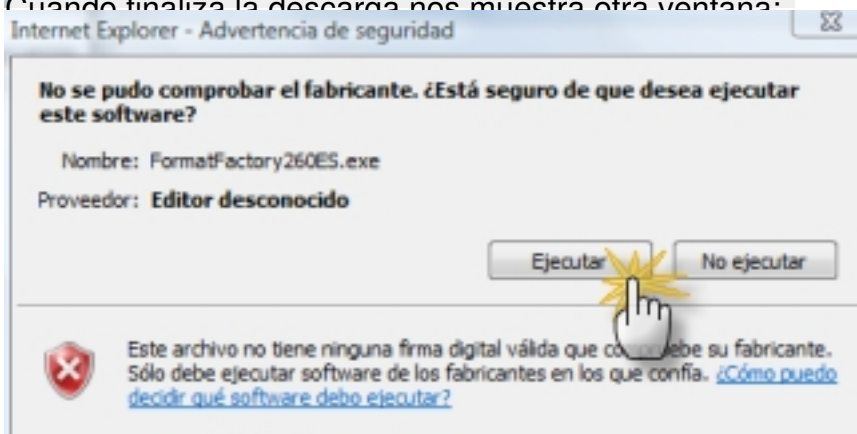 Cuando finaliza la descarga nos muestra otra ventana:
Internet Explorer - Advertencia de seguridad
No se pudo comprobar el fabricante. ¿Está seguro de que desea ejecutar
este software?
Nombre: FormatFactory260ES.exe
Proveedor: Editor desconocido
Ejecutar No ejecutar
Este archivo no tiene ninguna firma digital válida que compruebe su fabricante.
Sólo debe ejecutar software de los fabricantes en los que confía. ¿Cómo puedo
decidir qué software debo ejecutar?